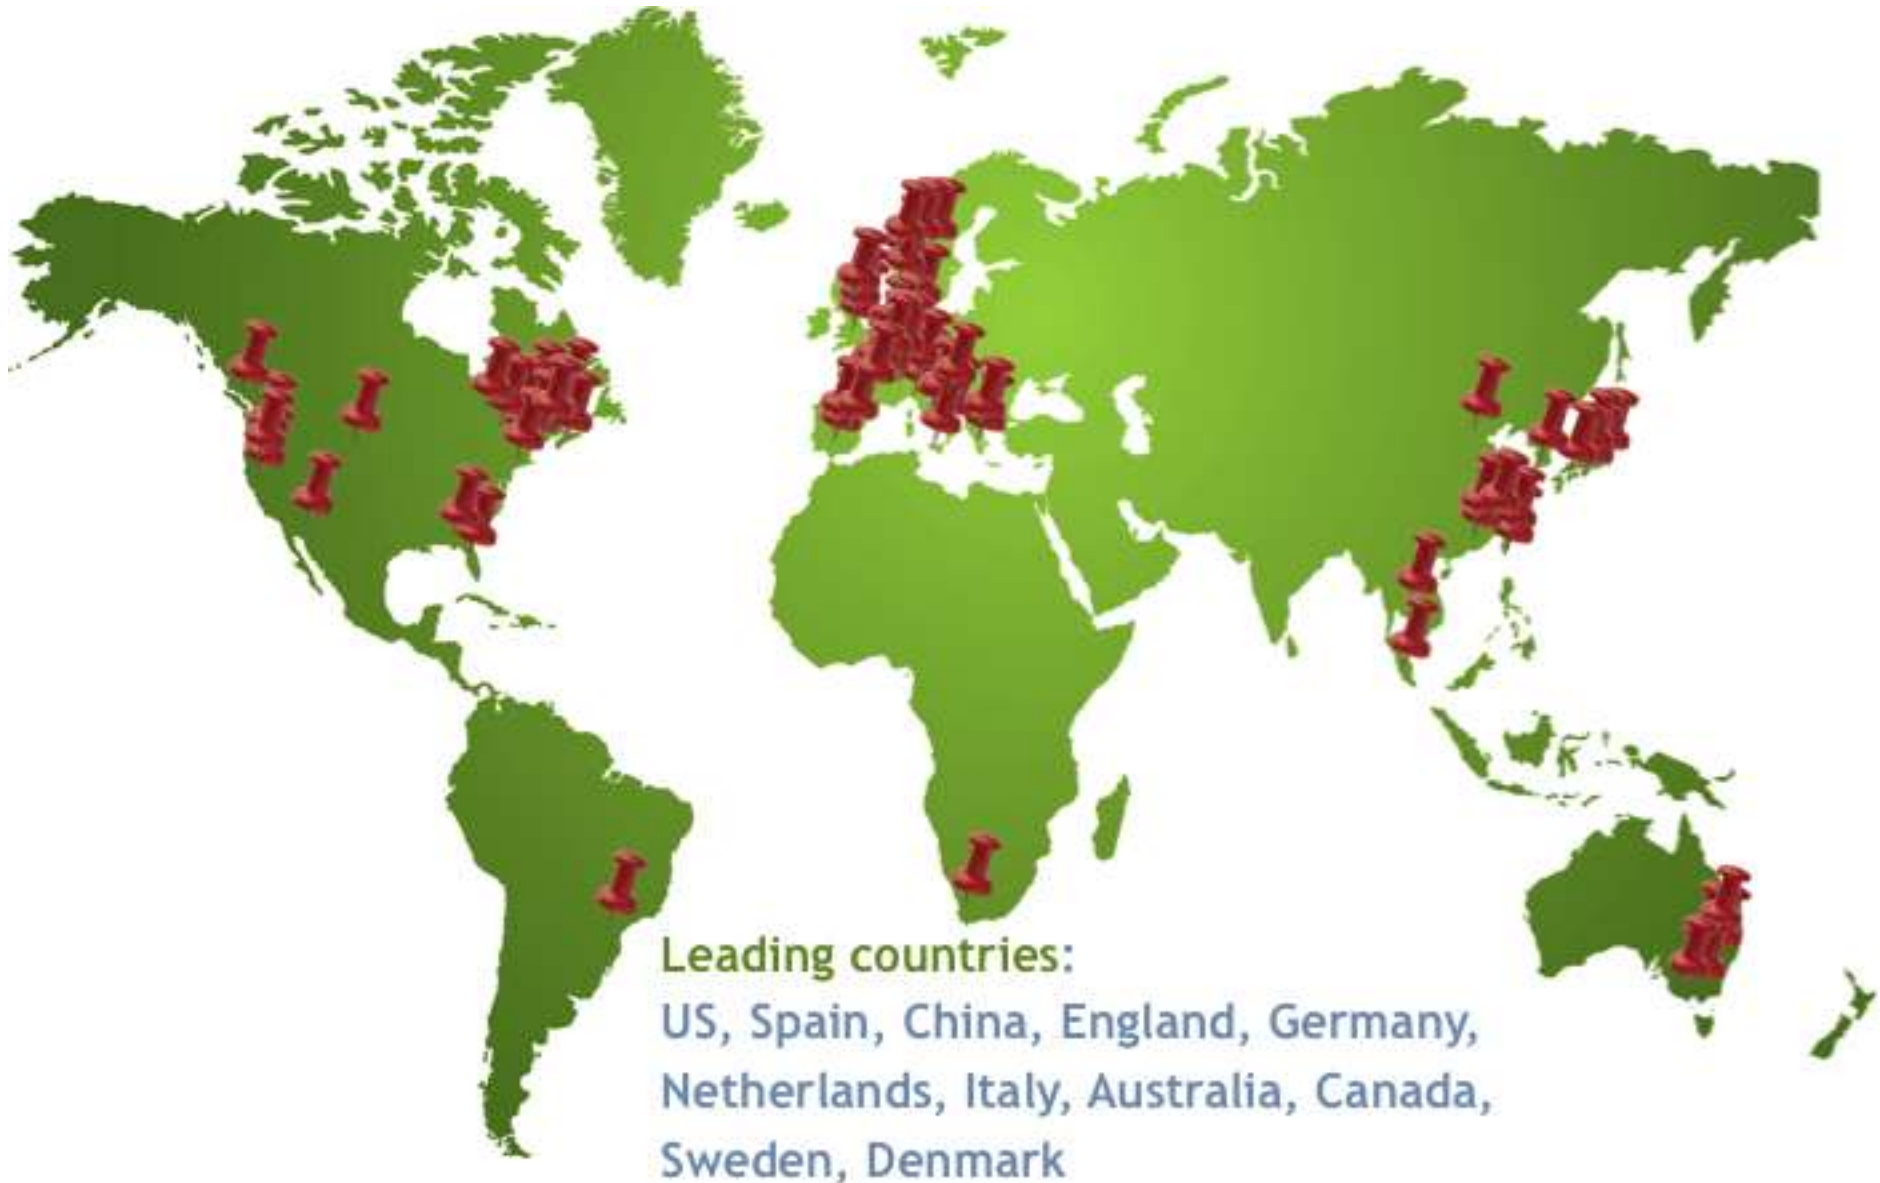 Leading countries:
US, Spain, China, England, Germany,
Netherlands, Italy, Australia, Canada,
Sweden, Denmark